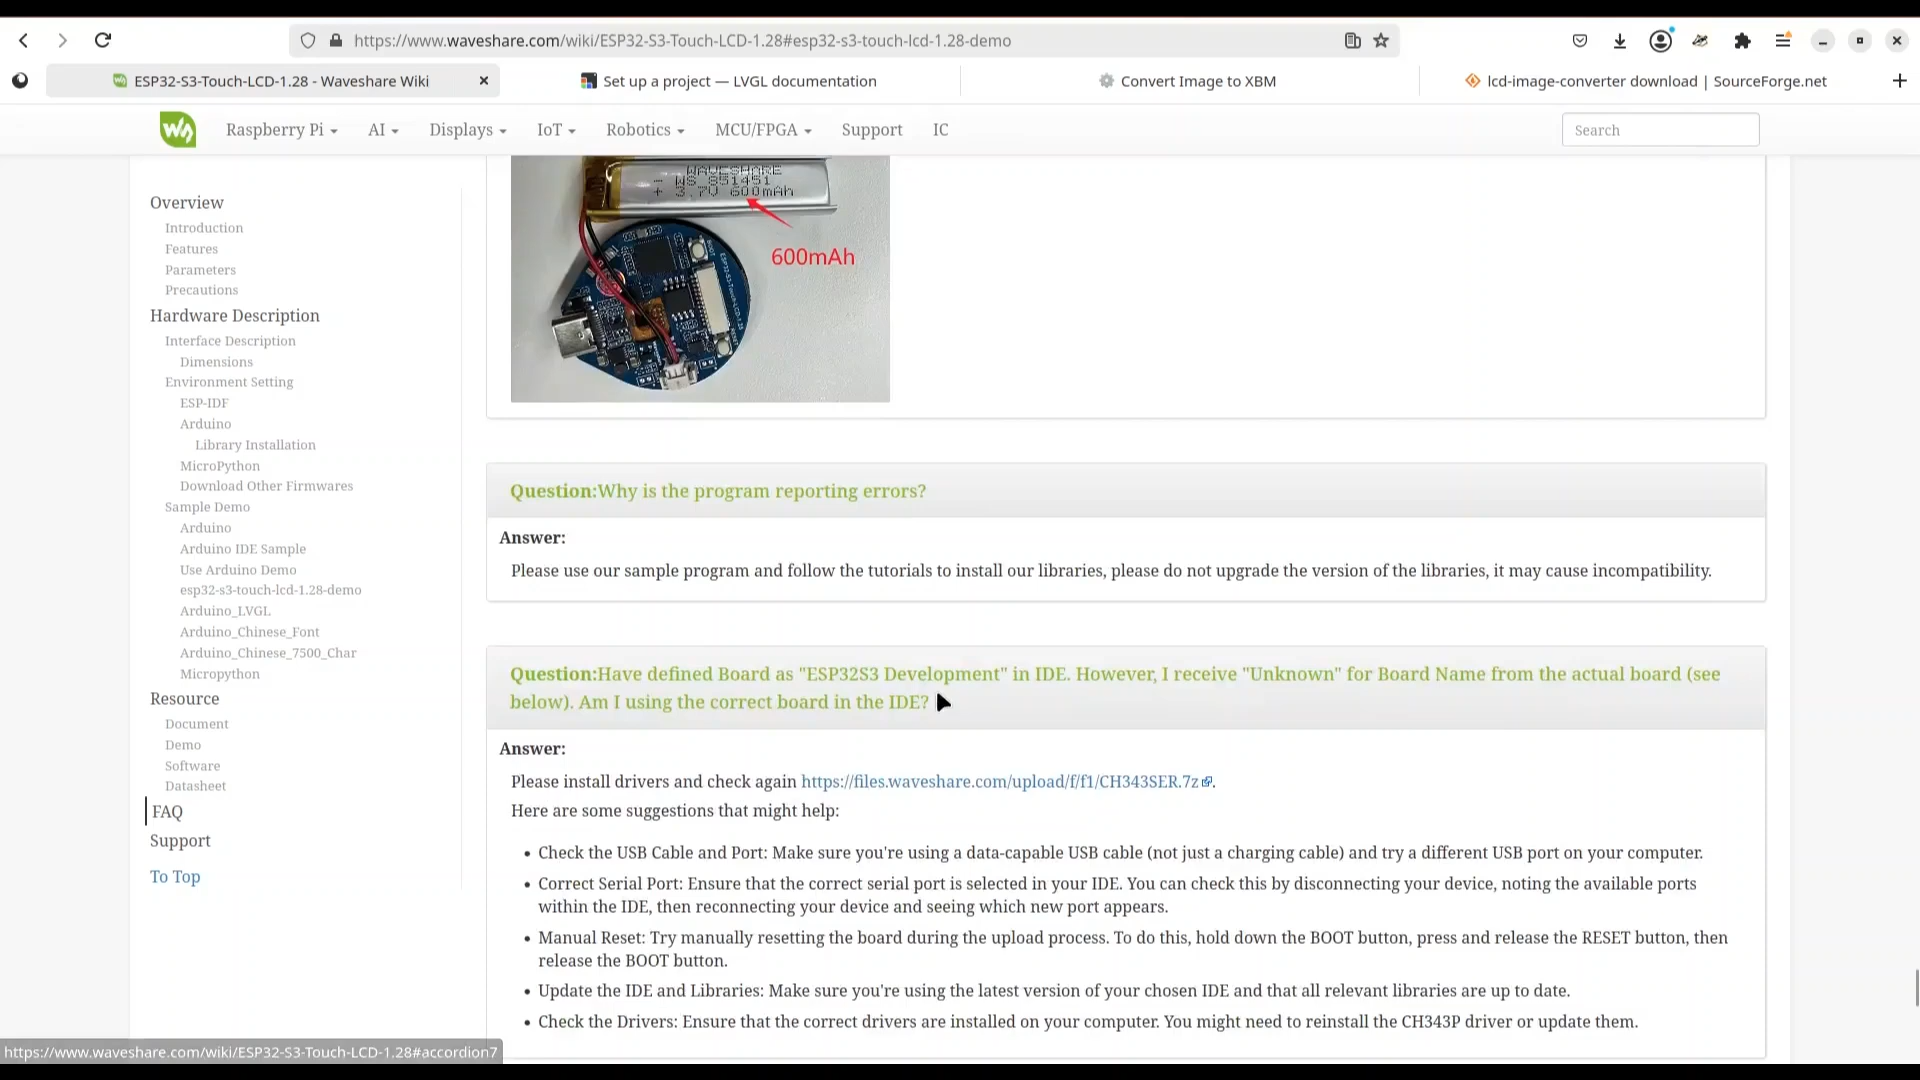 https://www.waveshare.com/wiki/ESP32-S3-Touch-LCD-1.28#esp32-s3-touch-lcd-1.28-demo
ESP32-S3-Touch-LCD-1.28 - Waveshare Wiki
Set up a project — LVGL documentation
Convert Image to XBM
lcd-image-converter download | SourceForge.net
Raspberry Pi
AI
Displays
IoT
Robotics
MCU/FPGA
Support
IC
Search
Overview
Introduction
Features
Parameters
Precautions
Hardware Description
Interface Description
Dimensions
Environment Setting
ESP-IDF
Arduino
Library Installation
MicroPython
Download Other Firmwares
Sample Demo
Arduino
Arduino IDE Sample
Use Arduino Demo
esp32-s3-touch-lcd-1.28-demo
Arduino_LVGL
Arduino_Chinese_Font
Arduino_Chinese_7500_Char
Micropython
Resource
Document
Demo
Software
Datasheet
FAQ
Support
To Top
600mAh
600mAh
ESP32-S3-Touch-LCD-1.28
Question:Why is the program reporting errors?
Answer:
Please use our sample program and follow the tutorials to install our libraries, please do not upgrade the version of the libraries, it may cause incompatibility.
Question:Have defined Board as "ESP32S3 Development" in IDE. However, I receive "Unknown" for Board Name from the actual board (see
below). Am I using the correct board in the IDE?
Answer:
Please install drivers and check again https://files.waveshare.com/upload/f/f1/CH343SER.7z.
Here are some suggestions that might help:
• Check the USB Cable and Port: Make sure you're using a data-capable USB cable (not just a charging cable) and try a different USB port on your computer.
• Correct Serial Port: Ensure that the correct serial port is selected in your IDE. You can check this by disconnecting your device, noting the available ports
within the IDE, then reconnecting your device and seeing which new port appears.
• Manual Reset: Try manually resetting the board during the upload process. To do this, hold down the BOOT button, press and release the RESET button, then
release the BOOT button.
• Update the IDE and Libraries: Make sure you're using the latest version of your chosen IDE and that all relevant libraries are up to date.
• Check the Drivers: Ensure that the correct drivers are installed on your computer. You might need to reinstall the CH343P driver or update them.
https://www.waveshare.com/wiki/ESP32-S3-Touch-LCD-1.28#accordion7